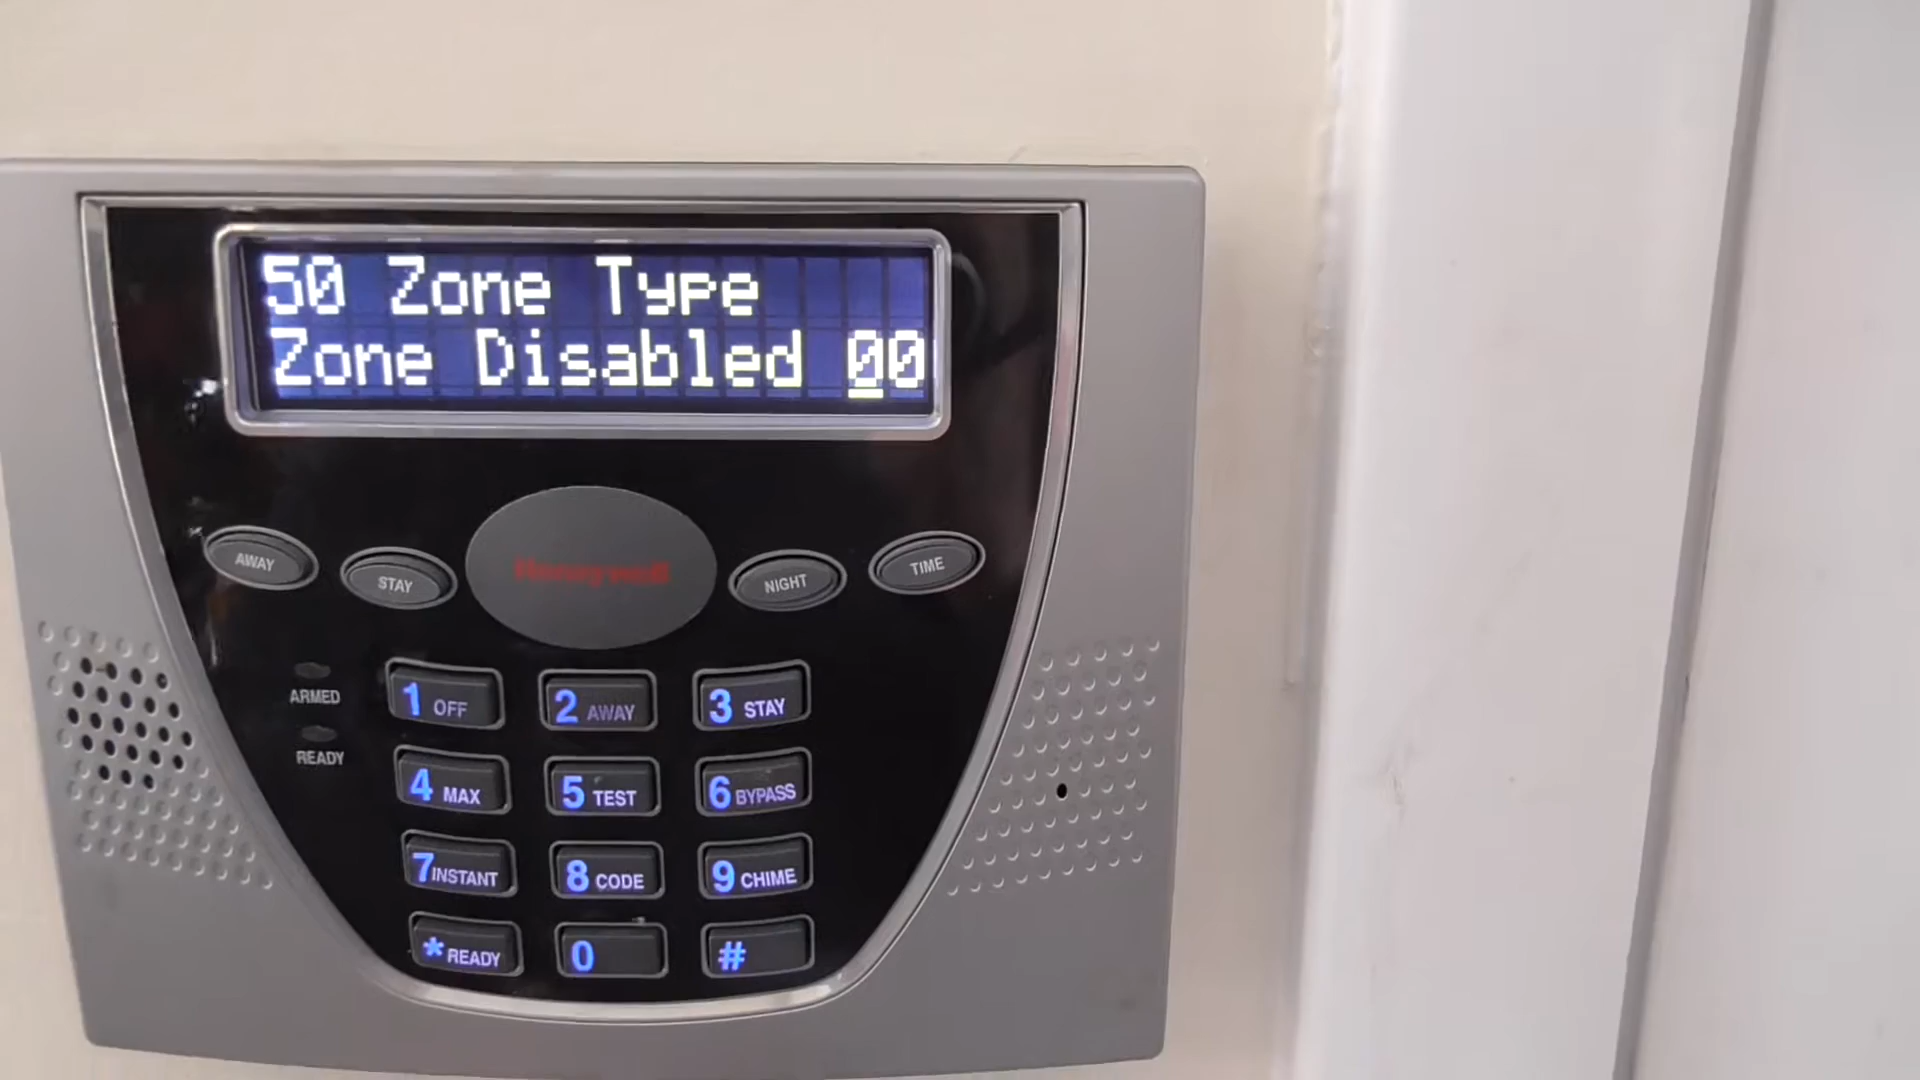 50 Zone Type
Zone Disabled 00
AWAY
STAY
Honeywell
NIGHT
TIME
ARMED
READY
1 OFF
2 AWAY
3 STAY
4 MAX
5 TEST
6 BYPASS
7 INSTANT
8 CODE
9 CHIME
* READY
0
#